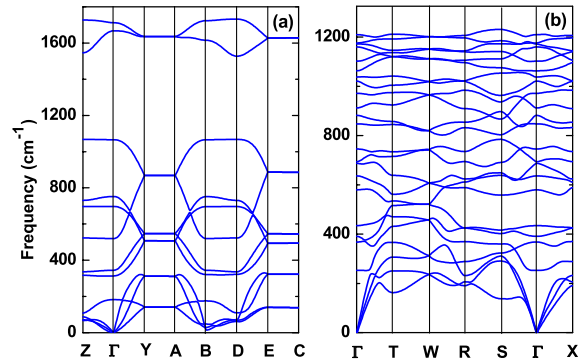 (a)
(b)
Frequency (cm⁻¹)
1600
1200
800
400
0
Z Γ Y A B D E C
1200
800
400
0
Γ T W R S Γ X